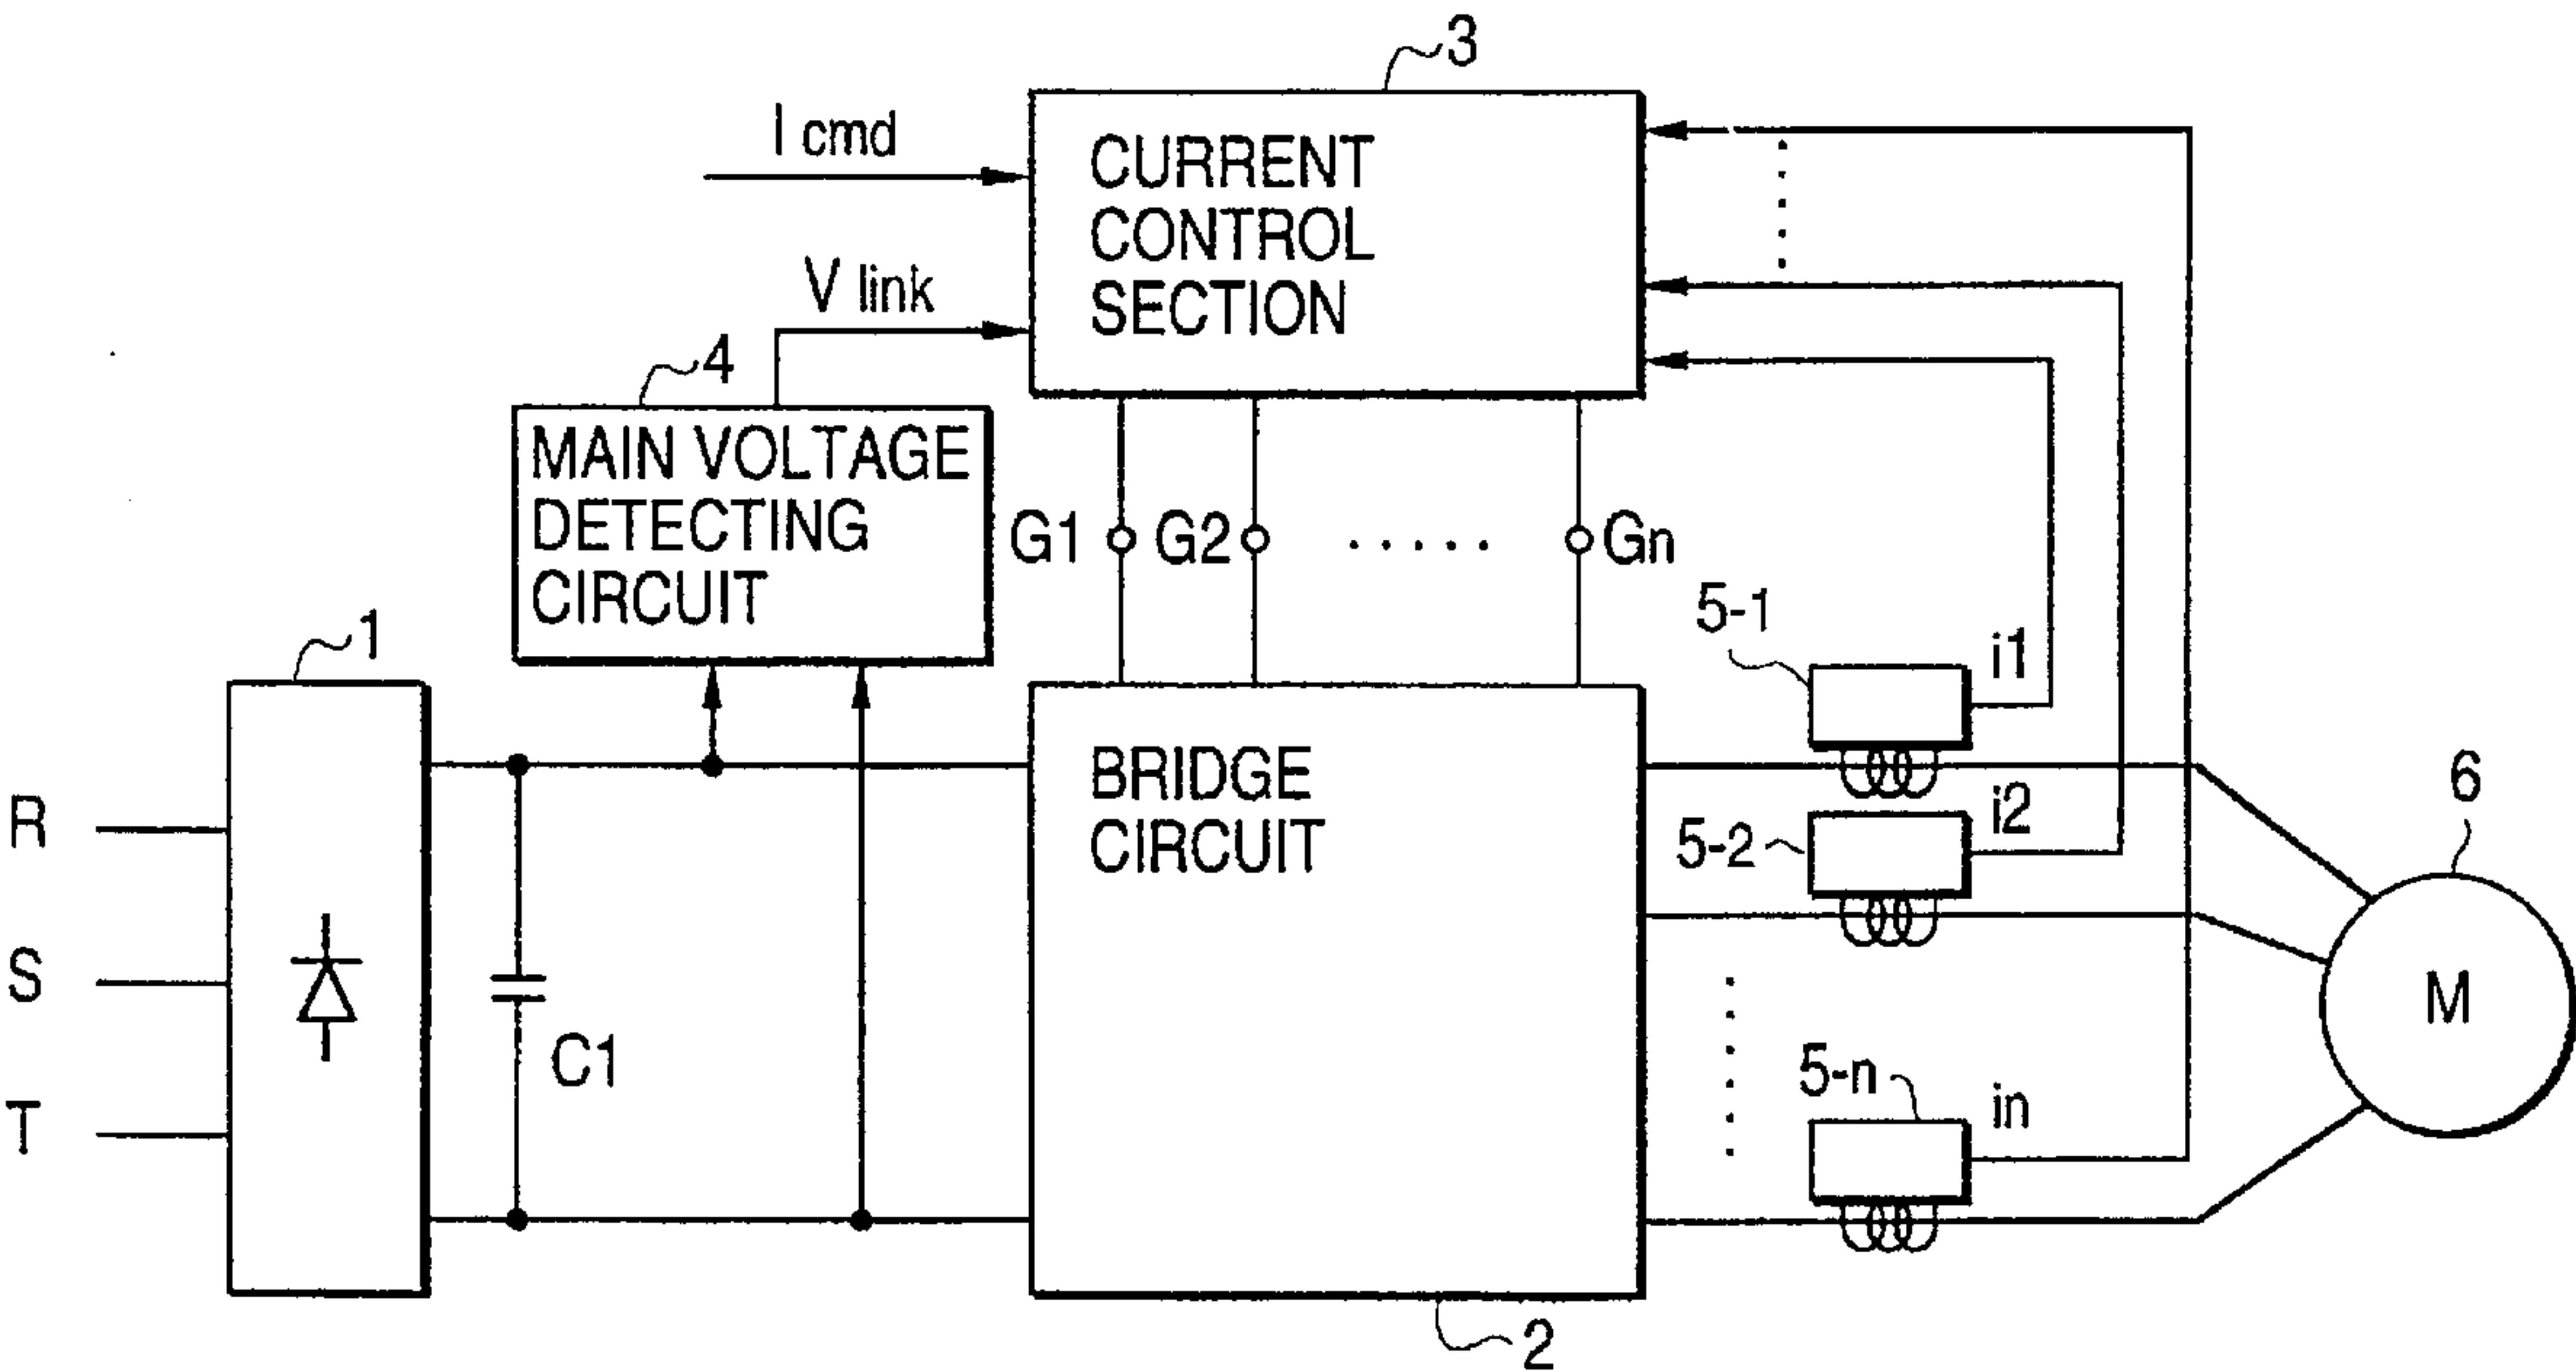 3
I cmd
CURRENT
CONTROL
SECTION
V link
4
MAIN VOLTAGE
DETECTING
CIRCUIT
G1
G2
.....
Gn
1
5-1
i1
BRIDGE
CIRCUIT
5-2
i2
6
R
S
T
C1
M
5-n
in
2